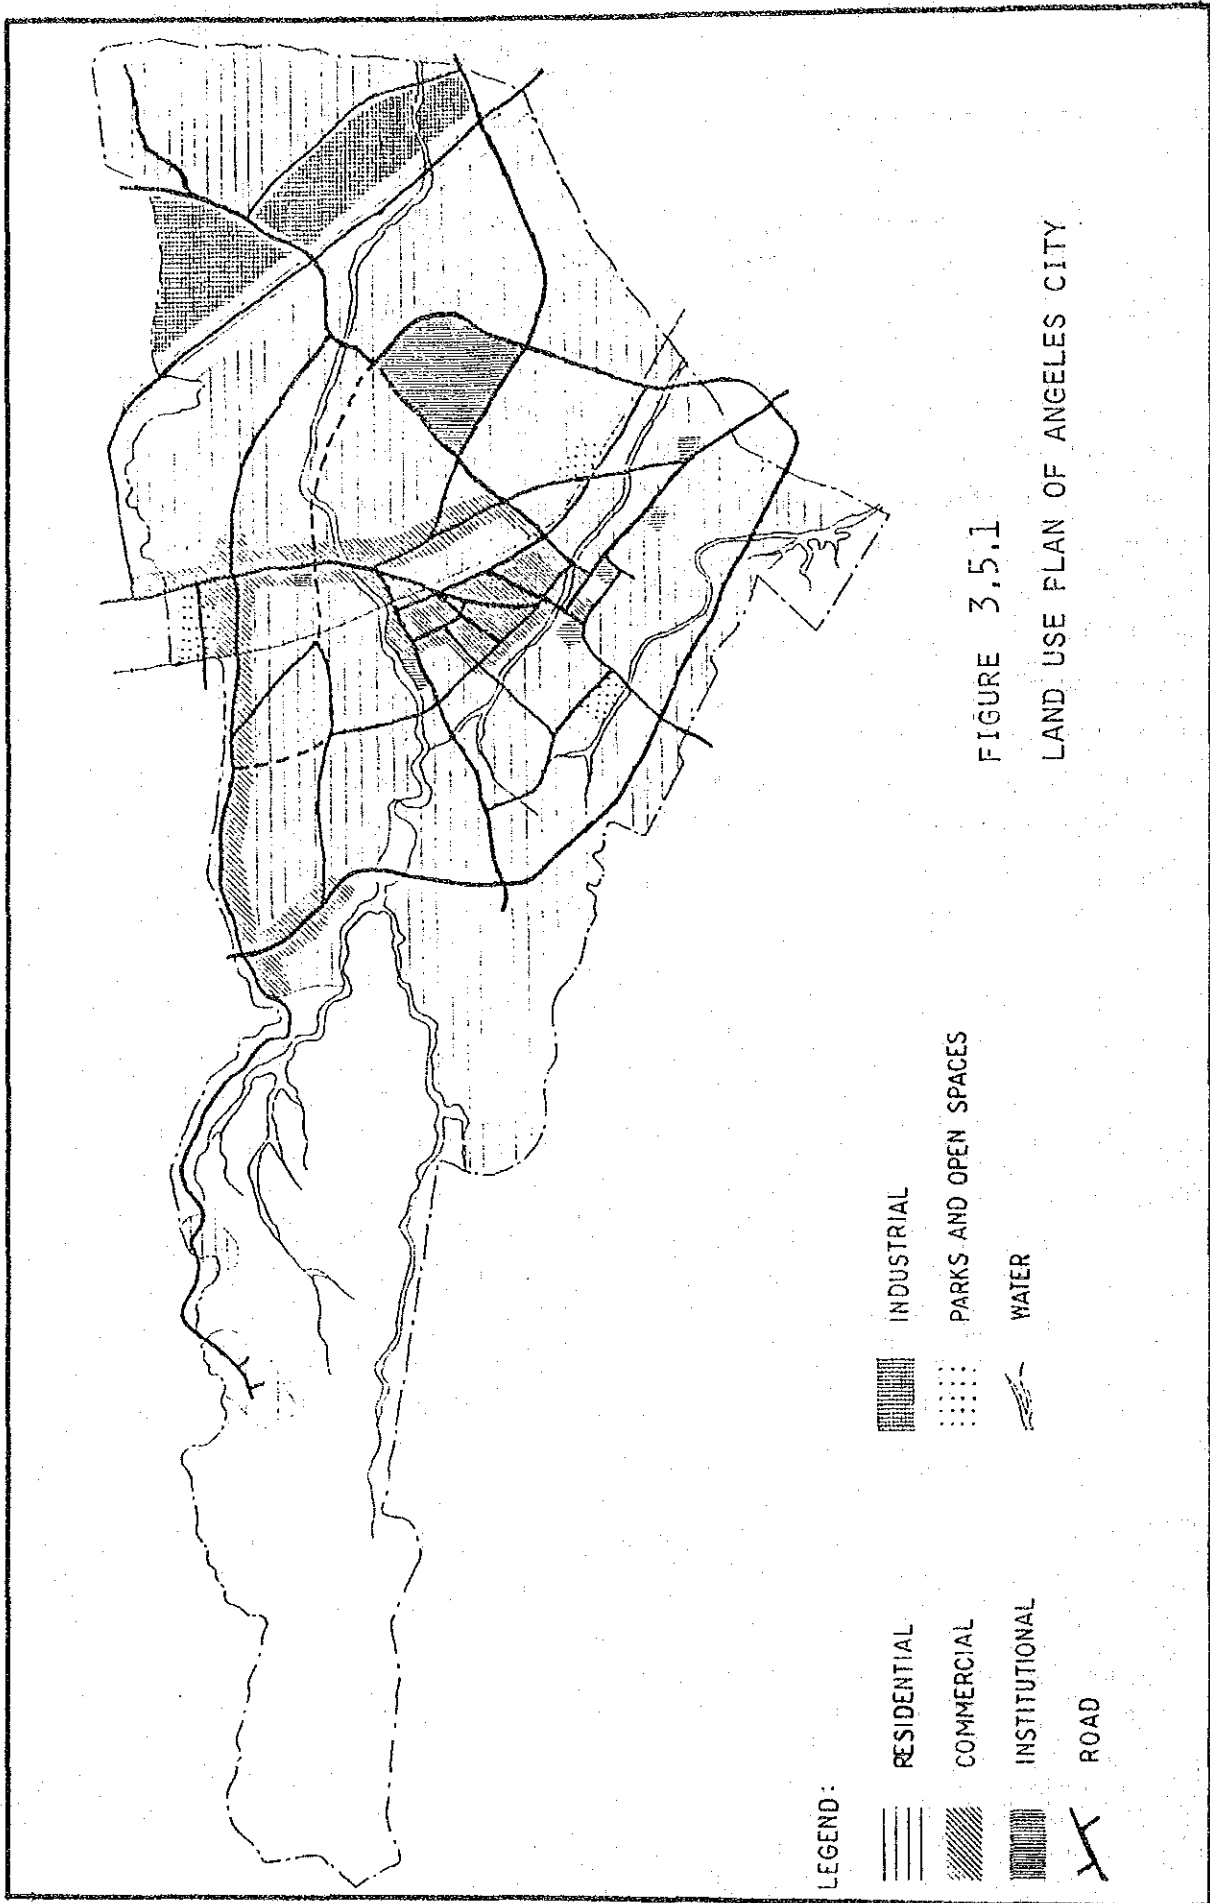 FIGURE 3.5.1
LAND USE PLAN OF ANGELES CITY
LEGEND:
RESIDENTIAL
COMMERCIAL
INSTITUTIONAL
ROAD
INDUSTRIAL
PARKS AND OPEN SPACES
WATER